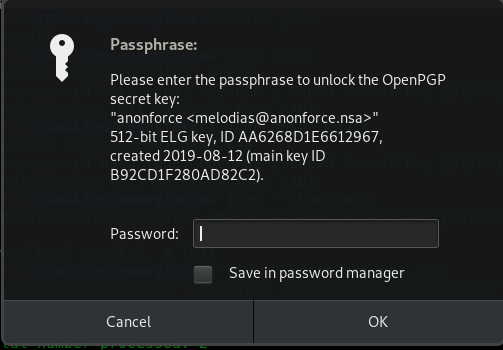 Passphrase:
Please enter the passphrase to unlock the OpenPGP
secret key:
"anonforce <melodias@anonforce.nsa>"
512-bit ELG key, ID AA6268D1E6612967,
created 2019-08-12 (main key ID
B92CD1F280AD82C2).
Password:
Save in password manager
Cancel
OK